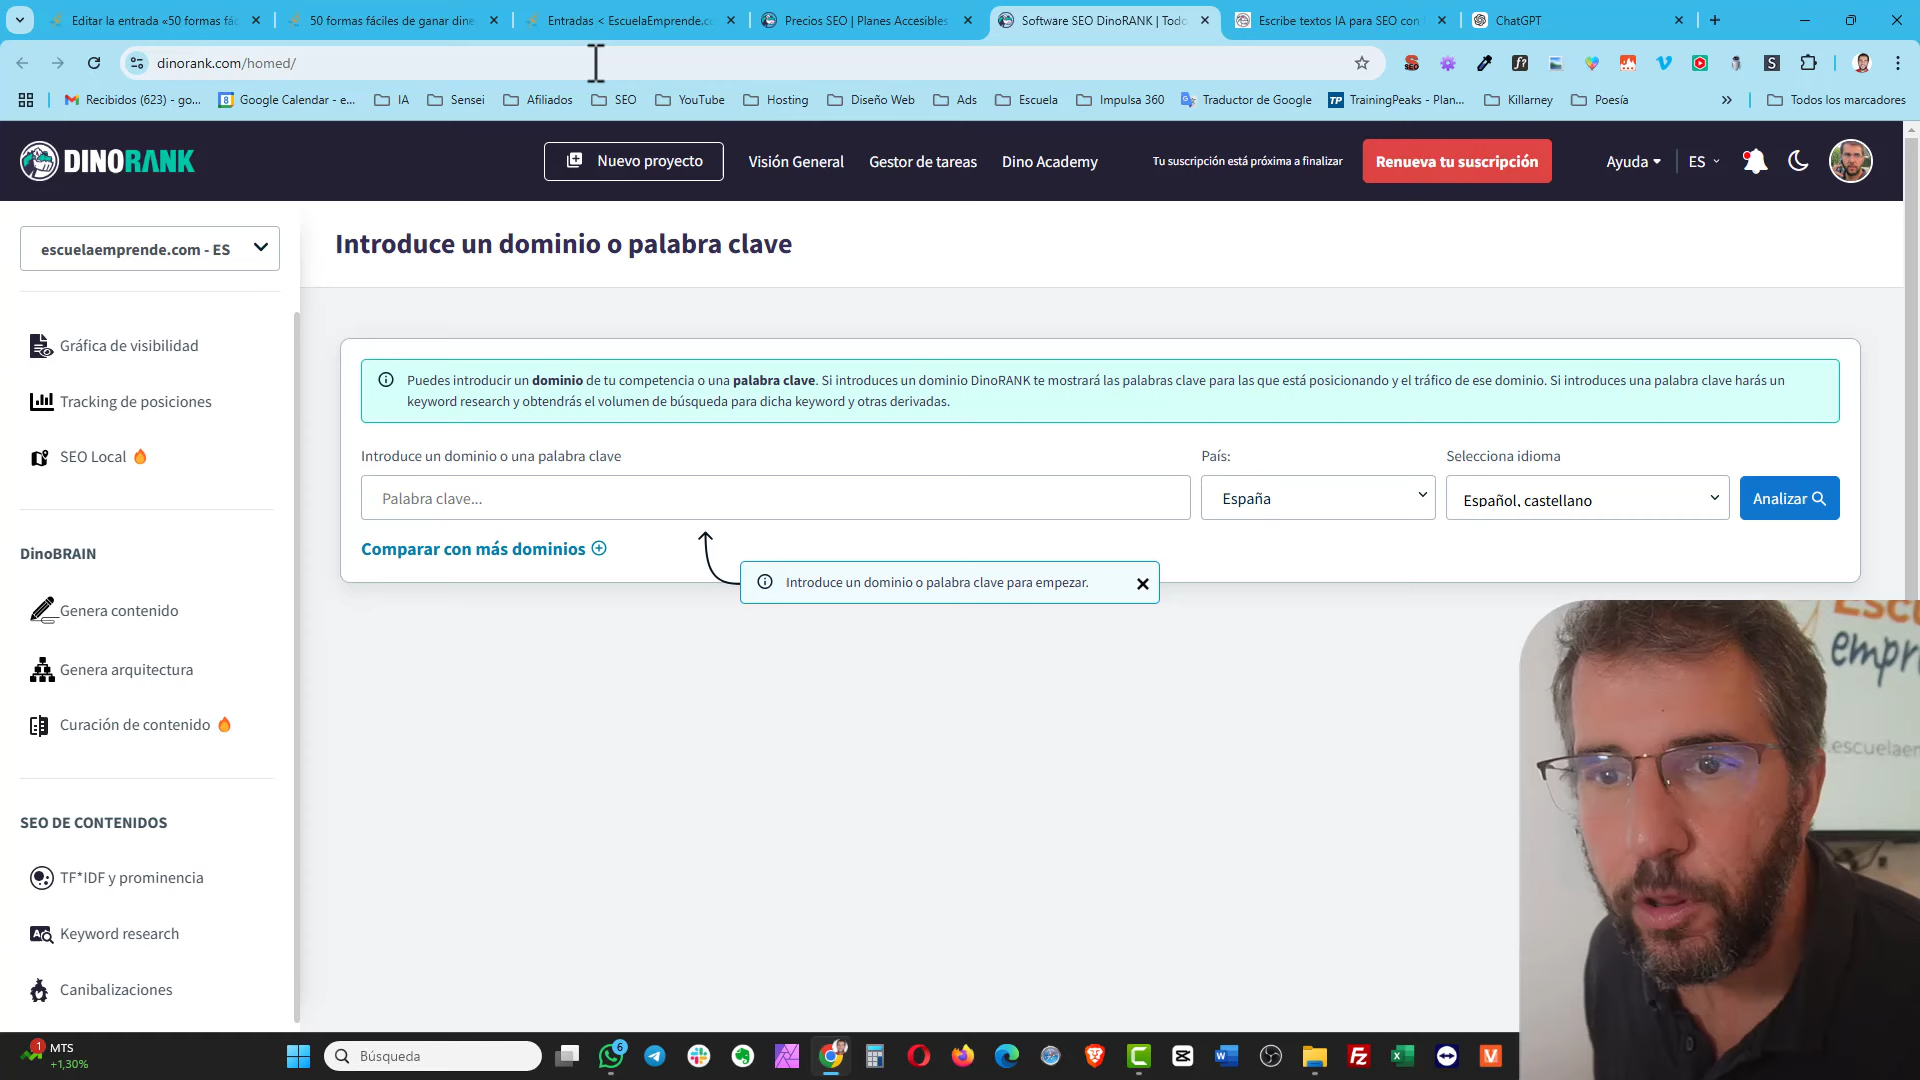 Editar la entrada «50 formas fác
50 formas fáciles de ganar dine
Entradas < EscuelaEmprende.co
Precios SEO | Planes Accesibles
Software SEO DinoRANK | Todo
Escribe textos IA para SEO con
ChatGPT
dinorank.com/homed/
Recibidos (623) - go...
Google Calendar - e...
IA
Sensei
Afiliados
SEO
YouTube
Hosting
Diseño Web
Ads
Escuela
Impulsa 360
Traductor de Google
TrainingPeaks - Plan...
Killarney
Poesía
Todos los marcadores
DINORANK
Nuevo proyecto
Visión General
Gestor de tareas
Dino Academy
Tu suscripción está próxima a finalizar
Renueva tu suscripción
Ayuda
ES
escuelaemprende.com - ES
Introduce un dominio o palabra clave
Gráfica de visibilidad
Tracking de posiciones
SEO Local
DinoBRAIN
Genera contenido
Genera arquitectura
Curación de contenido
SEO DE CONTENIDOS
TF*IDF y prominencia
Keyword research
Canibalizaciones
Puedes introducir un dominio de tu competencia o una palabra clave. Si introduces un dominio DinoRANK te mostrará las palabras clave para las que está posicionando y el tráfico de ese dominio. Si introduces una palabra clave harás un
keyword research y obtendrás el volumen de búsqueda para dicha keyword y otras derivadas.
Introduce un dominio o una palabra clave
País:
Selecciona idioma
Palabra clave...
España
Español, castellano
Analizar
Comparar con más dominios
Introduce un dominio o palabra clave para empezar.
Escu
empre
.escuelaem
1
MTS
+1,30%
Búsqueda
6